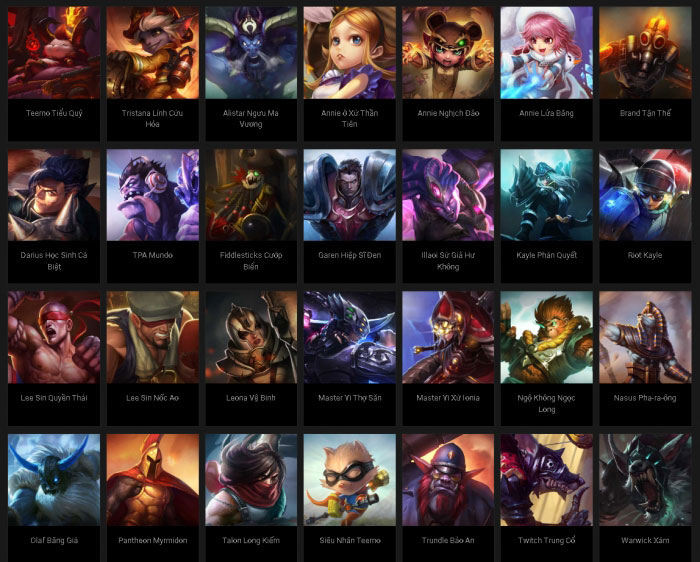 Teemo Tiểu Quỷ
Tristana Lính Cứu
Hỏa
Alistar Ngưu Ma
Vương
Annie ở Xứ Thần
Tiên
Annie Nghịch Đảo
Annie Lửa Băng
Brand Tận Thế
Darius Học Sinh Cá
Biệt
TPA Mundo
Fiddlesticks Cướp
Biển
Garen Hiệp Sĩ Đen
Illaoi Sứ Giả Hư
Không
Kayle Phán Quyết
Riot Kayle
Lee Sin Quyền Thái
Lee Sin Nốc Ao
Leona Vệ Binh
Master Yi Thợ Săn
Master Yi Xứ Ionia
Ngộ Không Ngọc
Long
Nasus Pha-ra-ông
Olaf Băng Giá
Pantheon Myrmidon
Talon Long Kiếm
Siêu Nhân Teemo
Trundle Bảo An
Twitch Trung Cổ
Warwick Xám